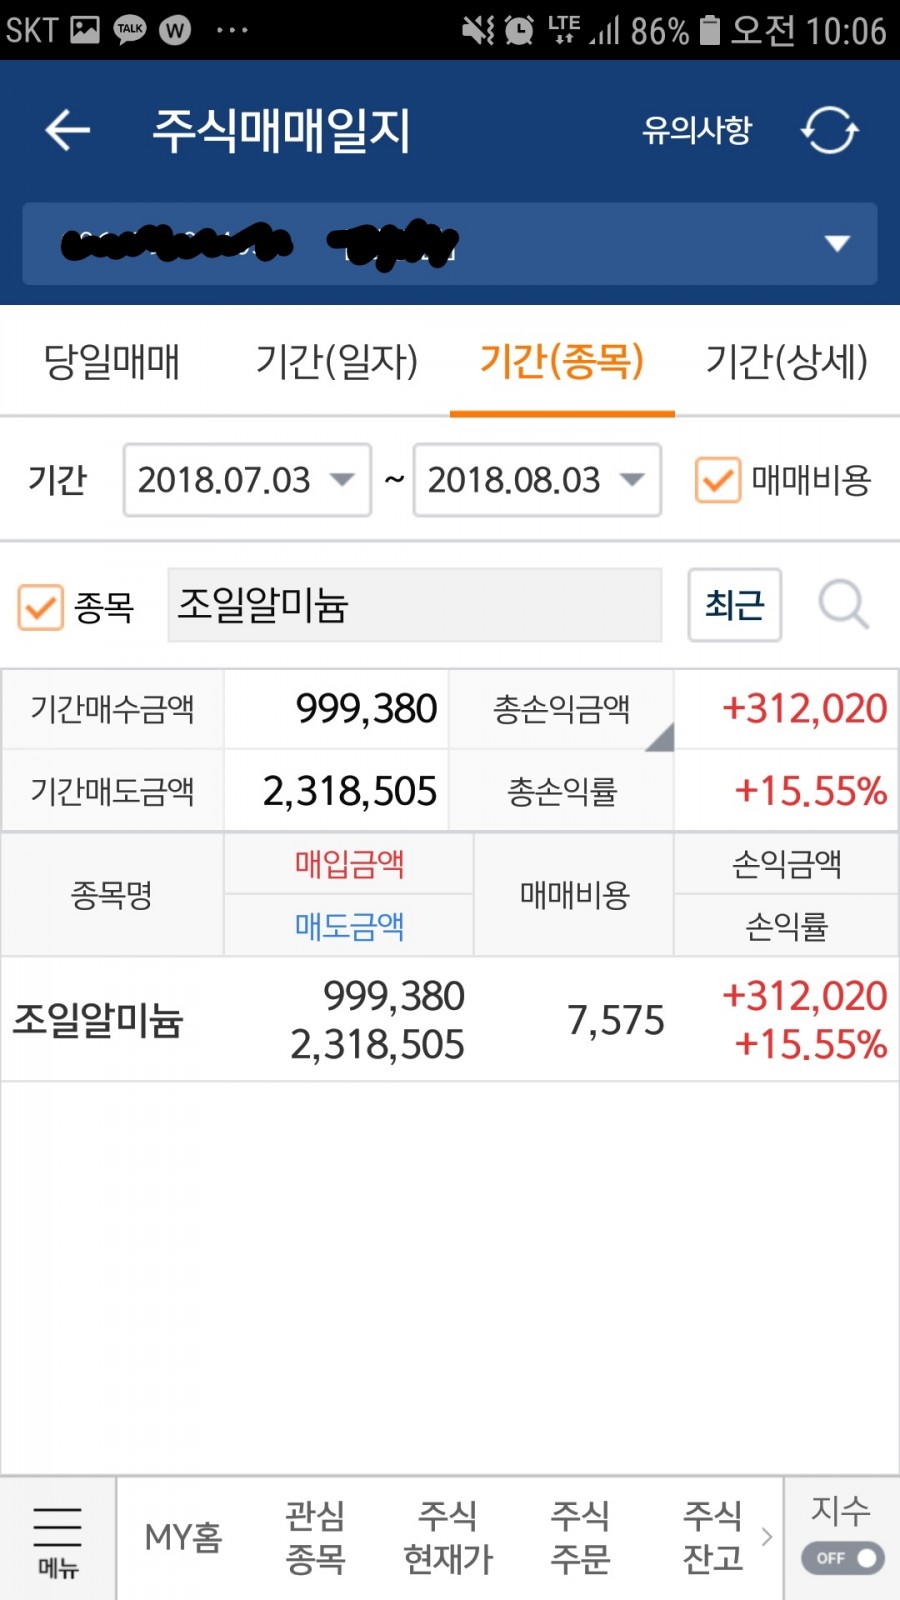 SKT TALK W ... LTE 86% 오전 10:06
주식매매일지 유의사항
당일매매 기간(일자) 기간(종목) 기간(상세)
기간 2018.07.03 ~ 2018.08.03 매매비용
종목 조일알미늄 최근
기간매수금액 999,380 총손익금액 +312,020
기간매도금액 2,318,505 총손익률 +15.55%
종목명 매입금액 매매비용 손익금액
매도금액 손익률
조일알미늄 999,380 7,575 +312,020
2,318,505 +15.55%
메뉴 MY홈 관심 종목 주식 현재가 주식 주문 주식 잔고 > 지수 OFF